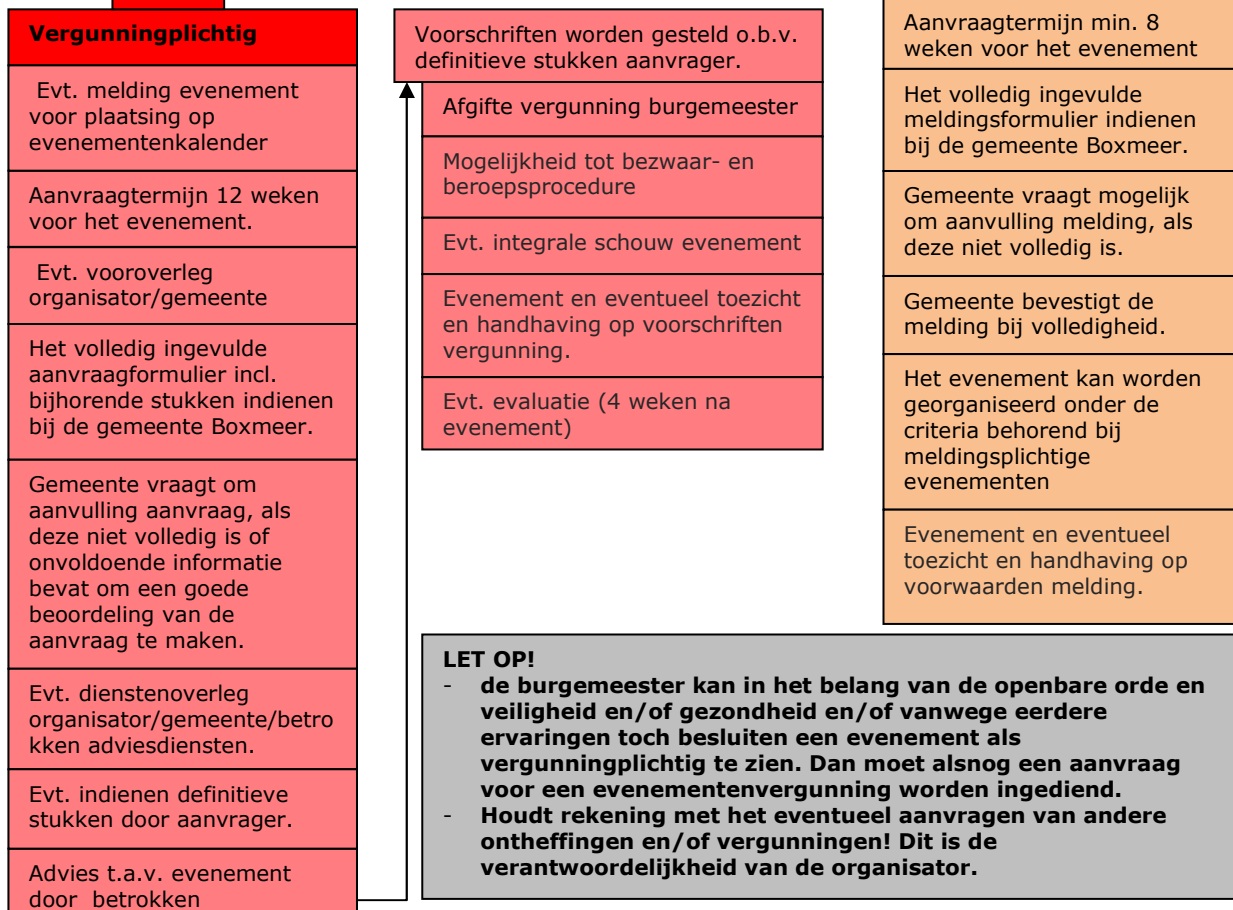 Vergunningplichtig
Evt. melding evenement
voor plaatsing op
evenementenkalender
Aanvraagtermijn 12 weken
voor het evenement.
Evt. vooroverleg
organisator/gemeente
Het volledig ingevulde
aanvraagformulier incl.
bijhorende stukken indienen
bij de gemeente Boxmeer.
Gemeente vraagt om
aanvulling aanvraag, als
deze niet volledig is of
onvoldoende informatie
bevat om een goede
beoordeling van de
aanvraag te maken.
Evt. dienstenoverleg
organisator/gemeente/betro
kken adviesdiensten.
Evt. indienen definitieve
stukken door aanvrager.
Advies t.a.v. evenement
door  betrokken
Voorschriften worden gesteld o.b.v.
definitieve stukken aanvrager.
Afgifte vergunning burgemeester
Mogelijkheid tot bezwaar- en
beroepsprocedure
Evt. integrale schouw evenement
Evenement en eventueel toezicht
en handhaving op voorschriften
vergunning.
Evt. evaluatie (4 weken na
evenement)
Aanvraagtermijn min. 8
weken voor het evenement
Het volledig ingevulde
meldingsformulier indienen
bij de gemeente Boxmeer.
Gemeente vraagt mogelijk
om aanvulling melding, als
deze niet volledig is.
Gemeente bevestigt de
melding bij volledigheid.
Het evenement kan worden
georganiseerd onder de
criteria behorend bij
meldingsplichtige
evenementen
Evenement en eventueel
toezicht en handhaving op
voorwaarden melding.
LET OP!
- de burgemeester kan in het belang van de openbare orde en
veiligheid en/of gezondheid en/of vanwege eerdere
ervaringen toch besluiten een evenement als
vergunningplichtig te zien. Dan moet alsnog een aanvraag
voor een evenementenvergunning worden ingediend.
- Houdt rekening met het eventueel aanvragen van andere
ontheffingen en/of vergunningen! Dit is de
verantwoordelijkheid van de organisator.